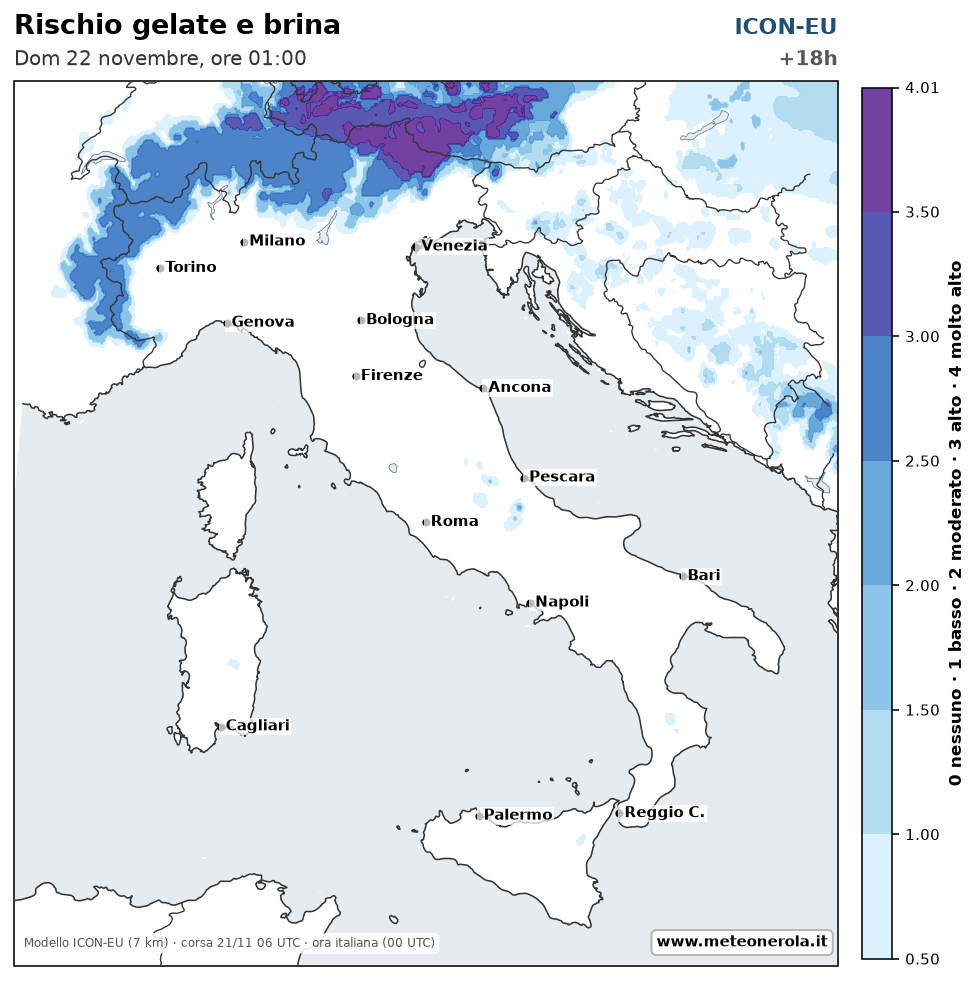 Rischio gelate e brina
ICON-EU
Dom 22 novembre, ore 01:00
+18h
4.01
3.50
3.00
2.50
2.00
1.50
1.00
0.50
0 nessuno · 1 basso · 2 moderato · 3 alto · 4 molto alto
Milano
Venezia
Torino
Bologna
Genova
Firenze
Ancona
Pescara
Roma
Bari
Napoli
Cagliari
Palermo
Reggio C.
Modello ICON-EU (7 km) · corsa 21/11 06 UTC · ora italiana (00 UTC)
www.meteonerola.it